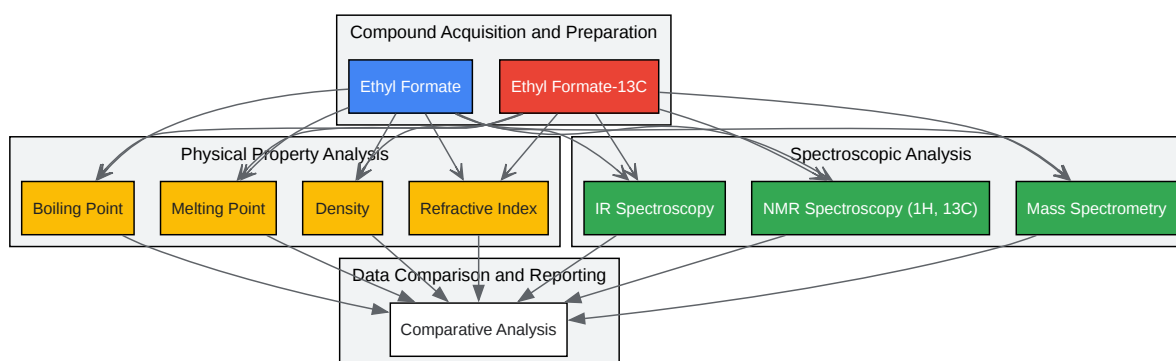 Compound Acquisition and Preparation
Ethyl Formate
Ethyl Formate-13C
Physical Property Analysis
Spectroscopic Analysis
Boiling Point
Melting Point
Density
Refractive Index
IR Spectroscopy
NMR Spectroscopy (1H, 13C)
Mass Spectrometry
Data Comparison and Reporting
Comparative Analysis